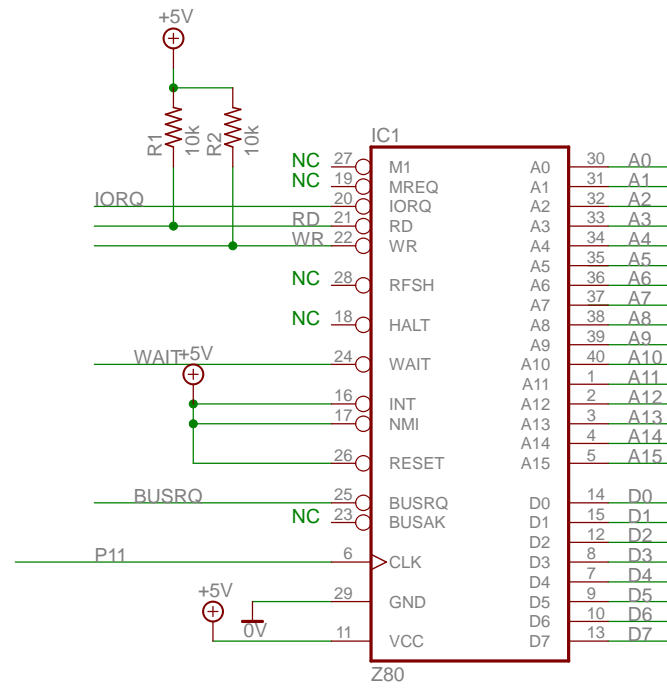 +5V
R1
10k
R2
10k
IC1
NC 27 M1 A0 30 A0
NC 19 MREQ A1 31 A1
IORQ 20 IORQ A2 32 A2
RD 21 RD A3 33 A3
WR 22 WR A4 34 A4
A5 35 A5
NC 28 RFSH A6 36 A6
A7 37 A7
NC 18 HALT A8 38 A8
A9 39 A9
WAIT 24 WAIT A10 40 A10
+5V
A11 1 A11
16 INT A12 2 A12
17 NMI A13 3 A13
A14 4 A14
26 RESET A15 5 A15
BUSRQ 25 BUSRQ D0 14 D0
NC 23 BUSAK D1 15 D1
D2 12 D2
P11 6 CLK D3 8 D3
D4 7 D4
+5V
0V
29 GND D5 9 D5
D6 10 D6
11 VCC D7 13 D7
Z80